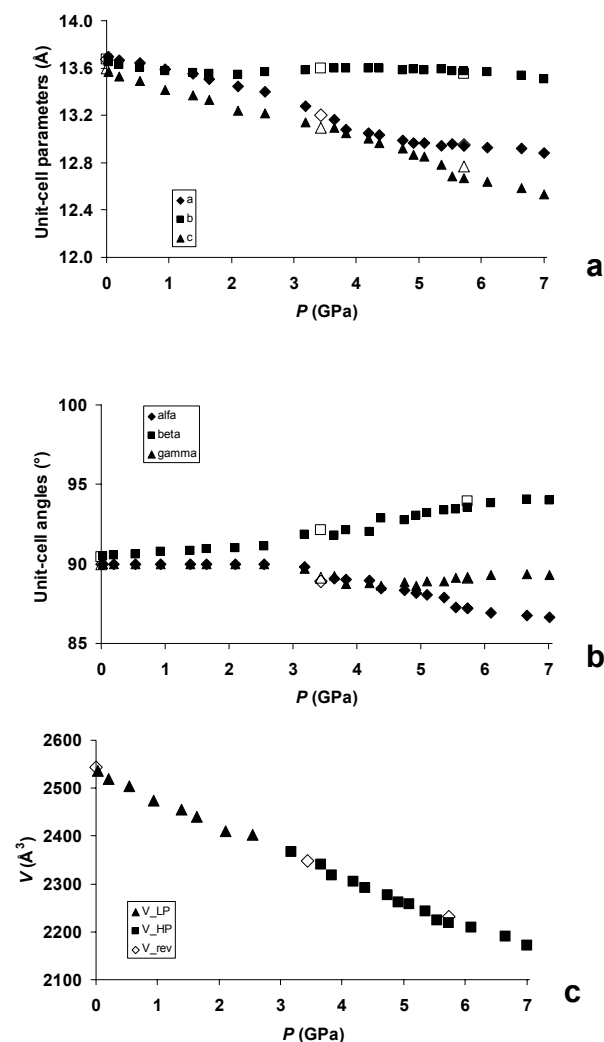 14.0
13.6
13.2
12.8
12.4
12.0
Unit-cell parameters (Å)
a
b
c
0 1 2 3 4 5 6 7
P (GPa)
a
100
95
90
85
Unit-cell angles (°)
alfa
beta
gamma
0 1 2 3 4 5 6 7
P (GPa)
b
2600
2500
2400
2300
2200
2100
V (Å³)
V_LP
V_HP
V_rev
0 1 2 3 4 5 6 7
P (GPa)
c